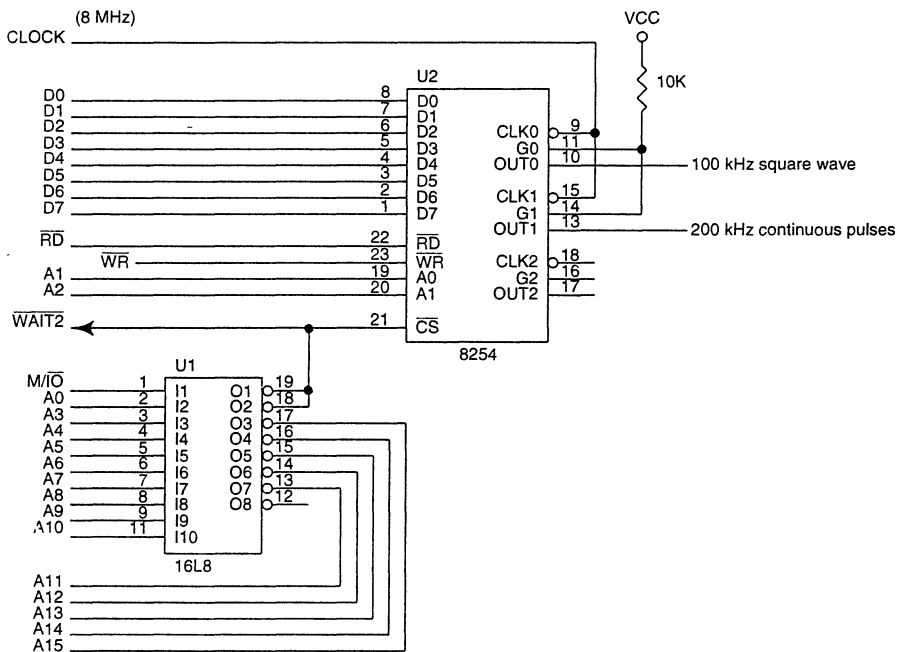 (8 MHz)
CLOCK
VCC
10K
U2
D0 8 D0
D1 7 D1
D2 6 D2
D3 5 D3
D4 4 D4
D5 3 D5
D6 2 D6
D7 1 D7
RD 22 RD
WR 23 WR
A1 19 A0
A2 20 A1
WAIT2 21 CS
CLK0 9
G0 11
OUT0 10 100 kHz square wave
CLK1 15
G1 14
OUT1 13 200 kHz continuous pulses
CLK2 18
G2 16
OUT2 17
8254
U1
M/IO 1 I1 O1 19
A0 2 I2 O2 18
A3 3 I3 O3 17
A4 4 I4 O4 16
A5 5 I5 O5 15
A6 6 I6 O6 14
A7 7 I7 O7 13
A8 8 I8 O8 12
A9 9 I9
A10 11 I10
16L8
A11
A12
A13
A14
A15